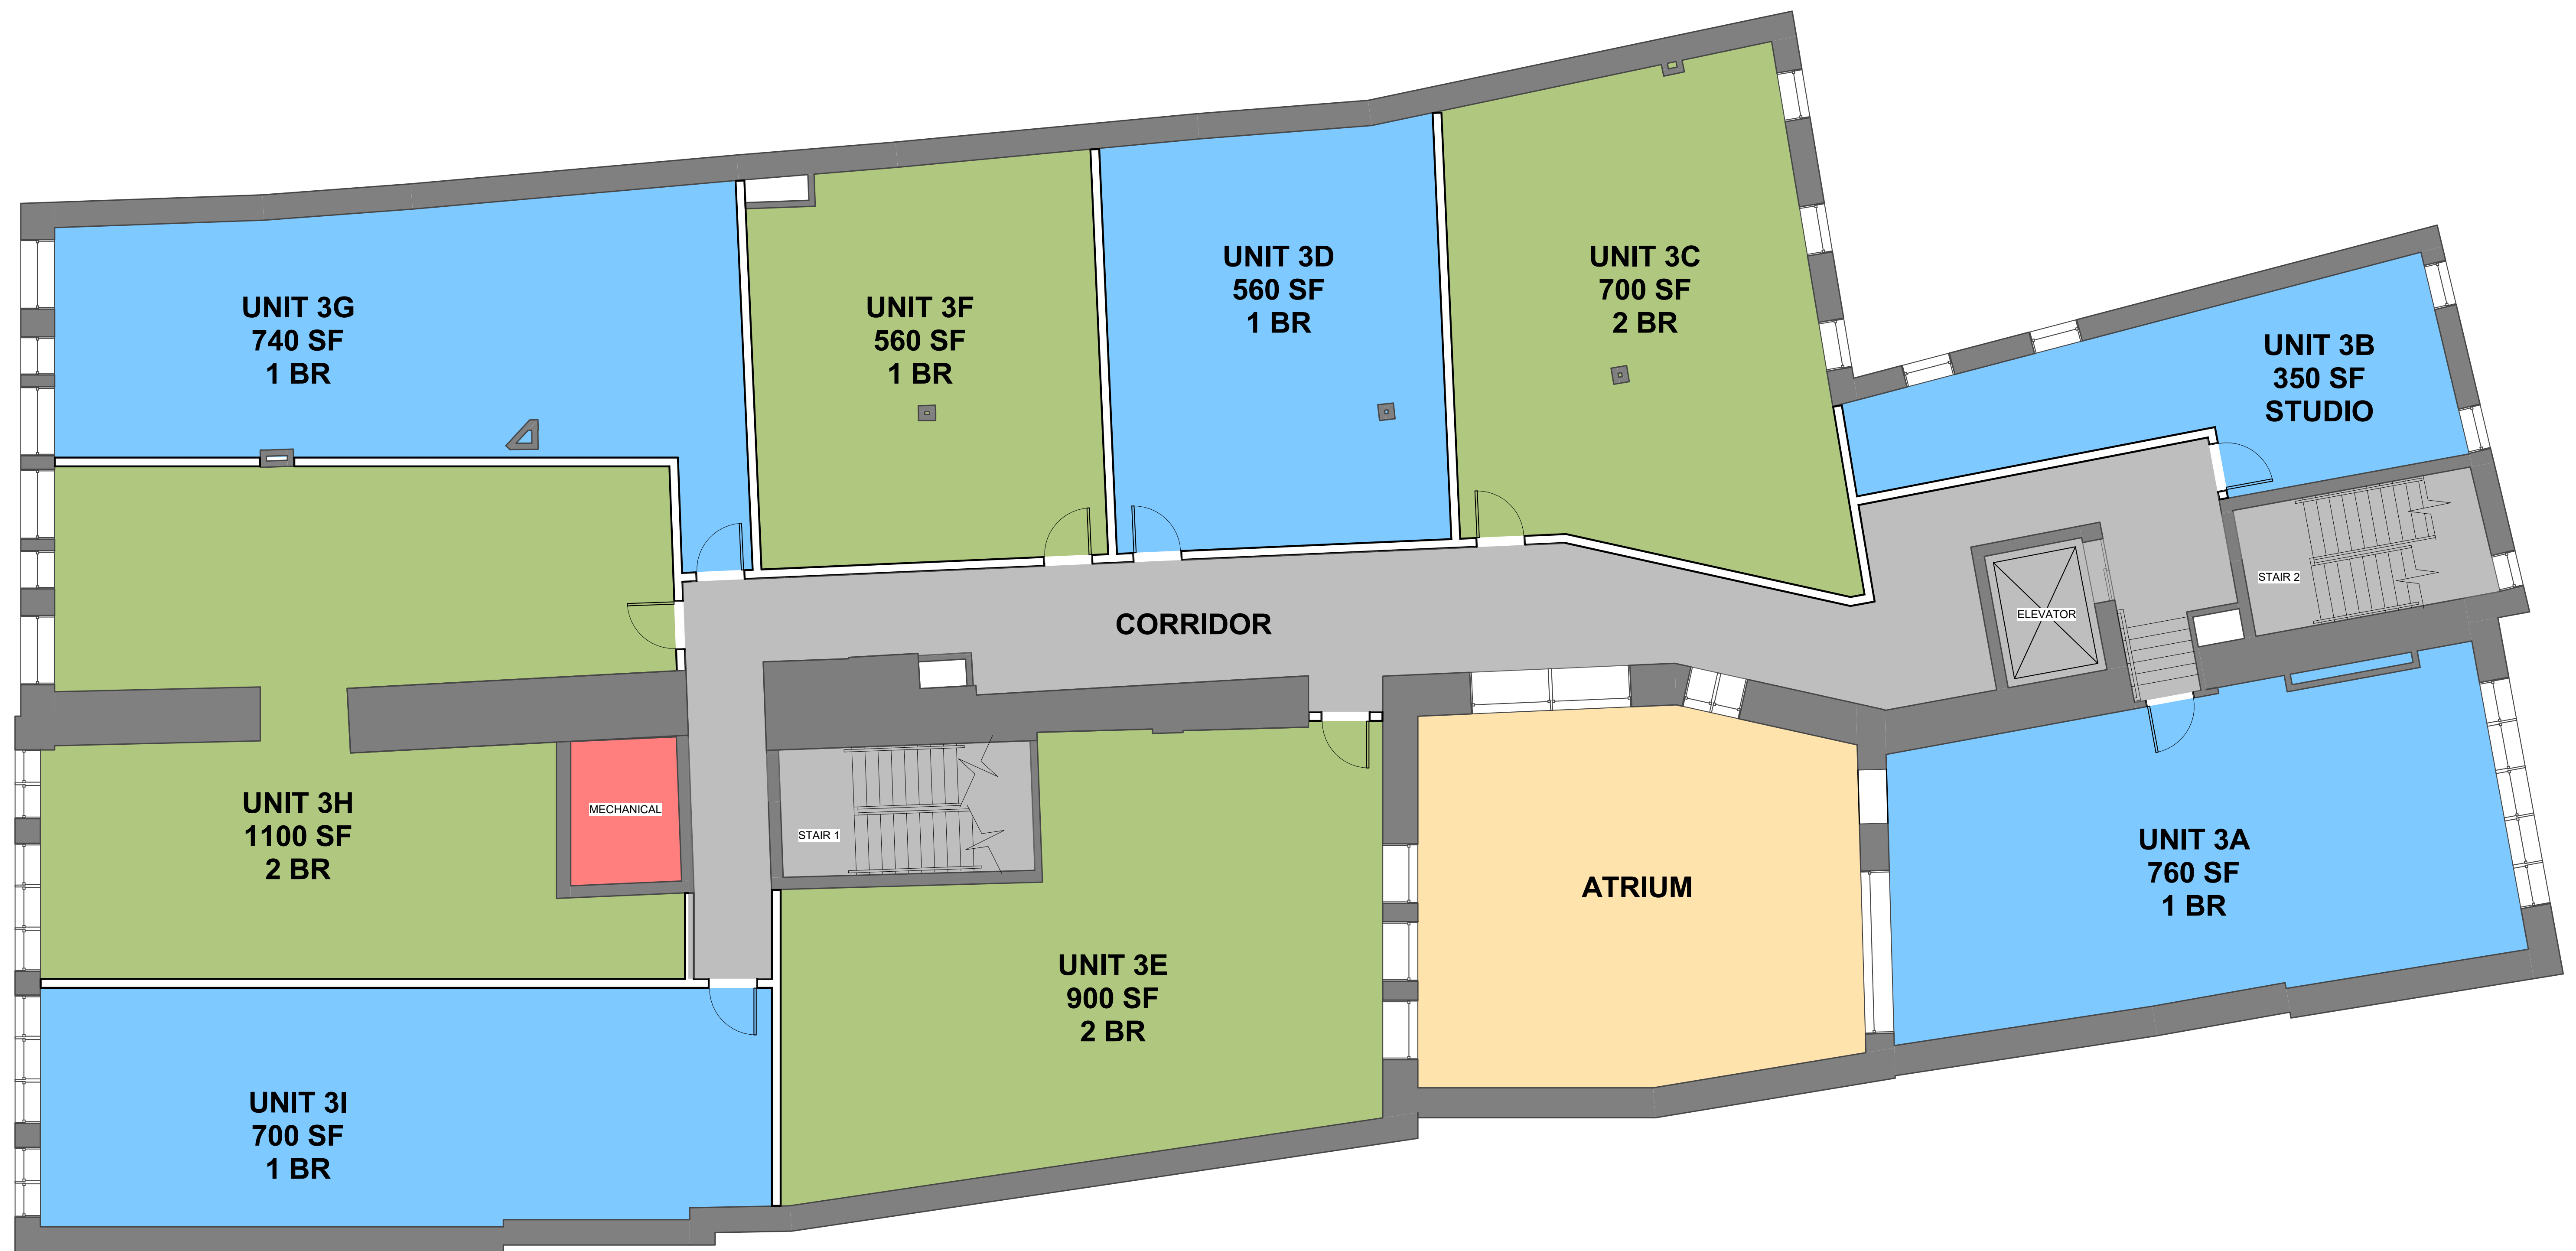 UNIT 3G
740 SF
1 BR
UNIT 3F
560 SF
1 BR
UNIT 3D
560 SF
1 BR
UNIT 3C
700 SF
2 BR
UNIT 3B
350 SF
STUDIO
STAIR 2
ELEVATOR
CORRIDOR
UNIT 3H
1100 SF
2 BR
MECHANICAL
STAIR 1
UNIT 3E
900 SF
2 BR
ATRIUM
UNIT 3A
760 SF
1 BR
UNIT 3I
700 SF
1 BR